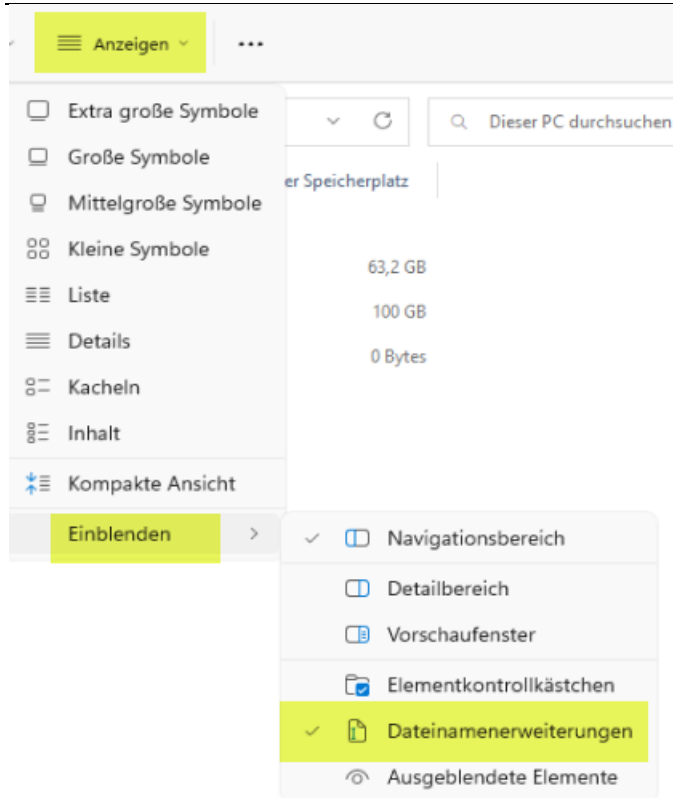 Anzeigen
Extra große Symbole
Große Symbole
Dieser PC durchsuchen
Mittelgroße Symbole
er Speicherplatz
Kleine Symbole
63,2 GB
Liste
100 GB
Details
0 Bytes
Kacheln
Inhalt
Kompakte Ansicht
Einblenden
Navigationsbereich
Detailbereich
Vorschaufenster
Elementkontrollkästchen
Dateinamenerweiterungen
Ausgeblendete Elemente